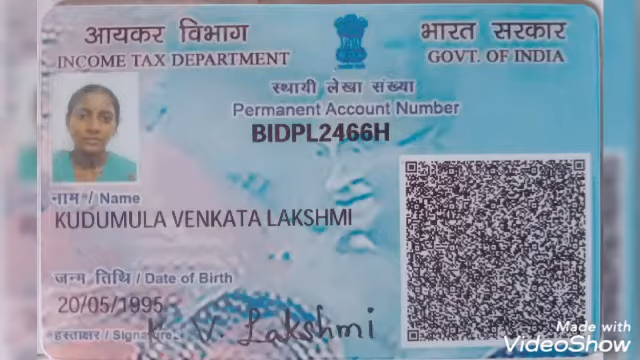 आयकर विभाग
INCOME TAX DEPARTMENT
भारत सरकार
GOVT. OF INDIA
स्थायी लेखा संख्या
Permanent Account Number
BIDPL2466H
नाम / Name
KUDUMULA VENKATA LAKSHMI
जन्म तिथि / Date of Birth
20/05/1995
हस्ताक्षर / Signature
K. V. Lakshmi
Made with
VideoShow